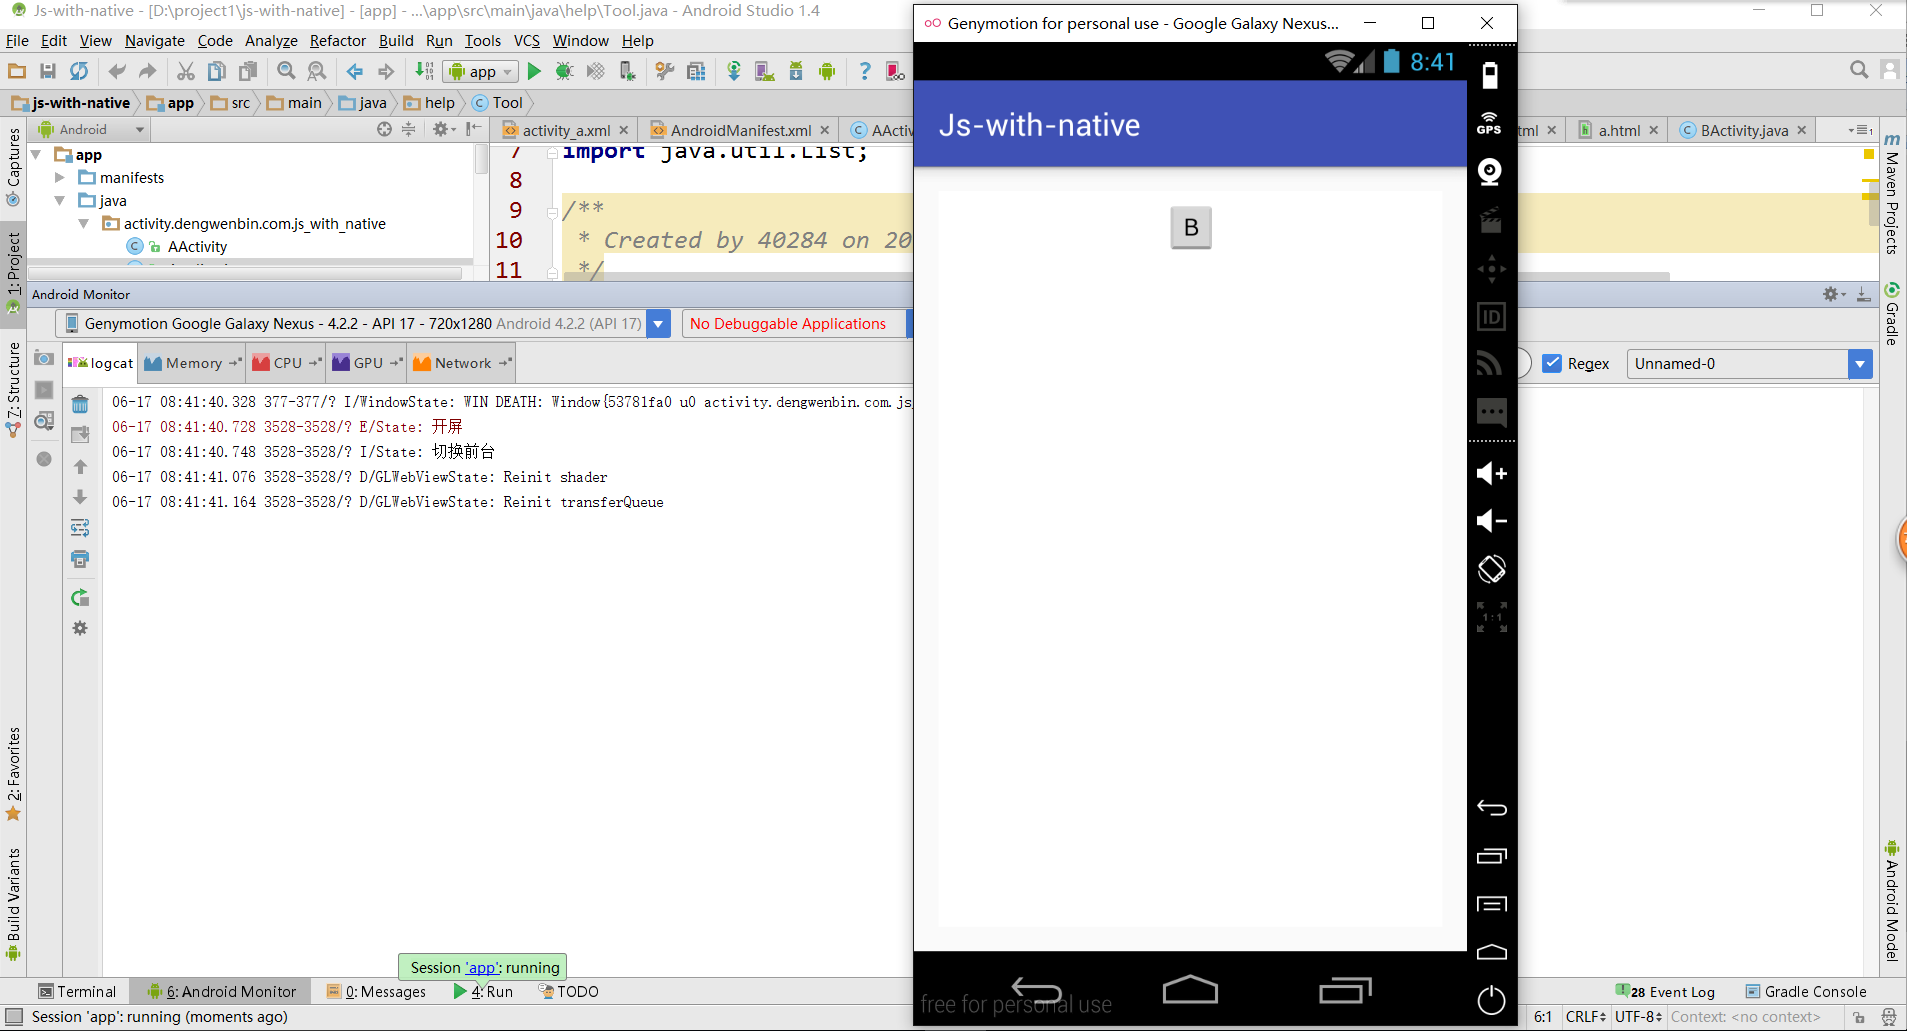 Js-with-native - [D:\project1\js-with-native] - [app] - ...\app\src\main\java\help\Tool.java - Android Studio 1.4
File Edit View Navigate Code Analyze Refactor Build Run Tools VCS Window Help
app
js-with-native app src main java help Tool
Android
activity_a.xml AndroidManifest.xml AActiv
a.html BActivity.java
app
manifests
java
activity.dengwenbin.com.js_with_native
AActivity
7 import java.util.List;
8
9 /**
10 * Created by 40284 on 20
11 */
Captures
1: Project
Z: Structure
2: Favorites
Build Variants
Maven Projects
Gradle
Android Model
Android Monitor
Genymotion Google Galaxy Nexus - 4.2.2 - API 17 - 720x1280 Android 4.2.2 (API 17)
No Debuggable Applications
logcat Memory CPU GPU Network
Regex
Unnamed-0
06-17 08:41:40.328 377-377/? I/WindowState: WIN DEATH: Window{53781fa0 u0 activity.dengwenbin.com.js
06-17 08:41:40.728 3528-3528/? E/State: 开屏
06-17 08:41:40.748 3528-3528/? I/State: 切换前台
06-17 08:41:41.076 3528-3528/? D/GLWebViewState: Reinit shader
06-17 08:41:41.164 3528-3528/? D/GLWebViewState: Reinit transferQueue
Genymotion for personal use - Google Galaxy Nexus...
8:41
Js-with-native
B
GPS
ID
1:1
free for personal use
Session 'app': running
Terminal 6: Android Monitor 0: Messages 4: Run TODO
28 Event Log Gradle Console
Session 'app': running (moments ago)
6:1 CRLF UTF-8 Context: <no context>